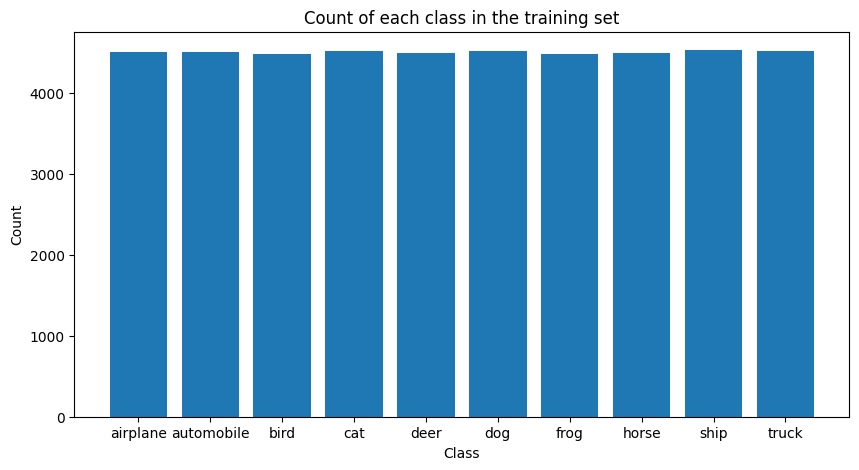 Count of each class in the training set
4000
3000
2000
1000
0
Count
airplane automobile bird cat deer dog frog horse ship truck
Class